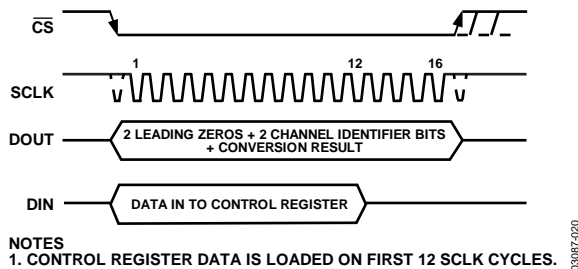 CS
1
12
16
SCLK
DOUT
2 LEADING ZEROS + 2 CHANNEL IDENTIFIER BITS
+ CONVERSION RESULT
DIN
DATA IN TO CONTROL REGISTER
NOTES
1. CONTROL REGISTER DATA IS LOADED ON FIRST 12 SCLK CYCLES.
03087-020